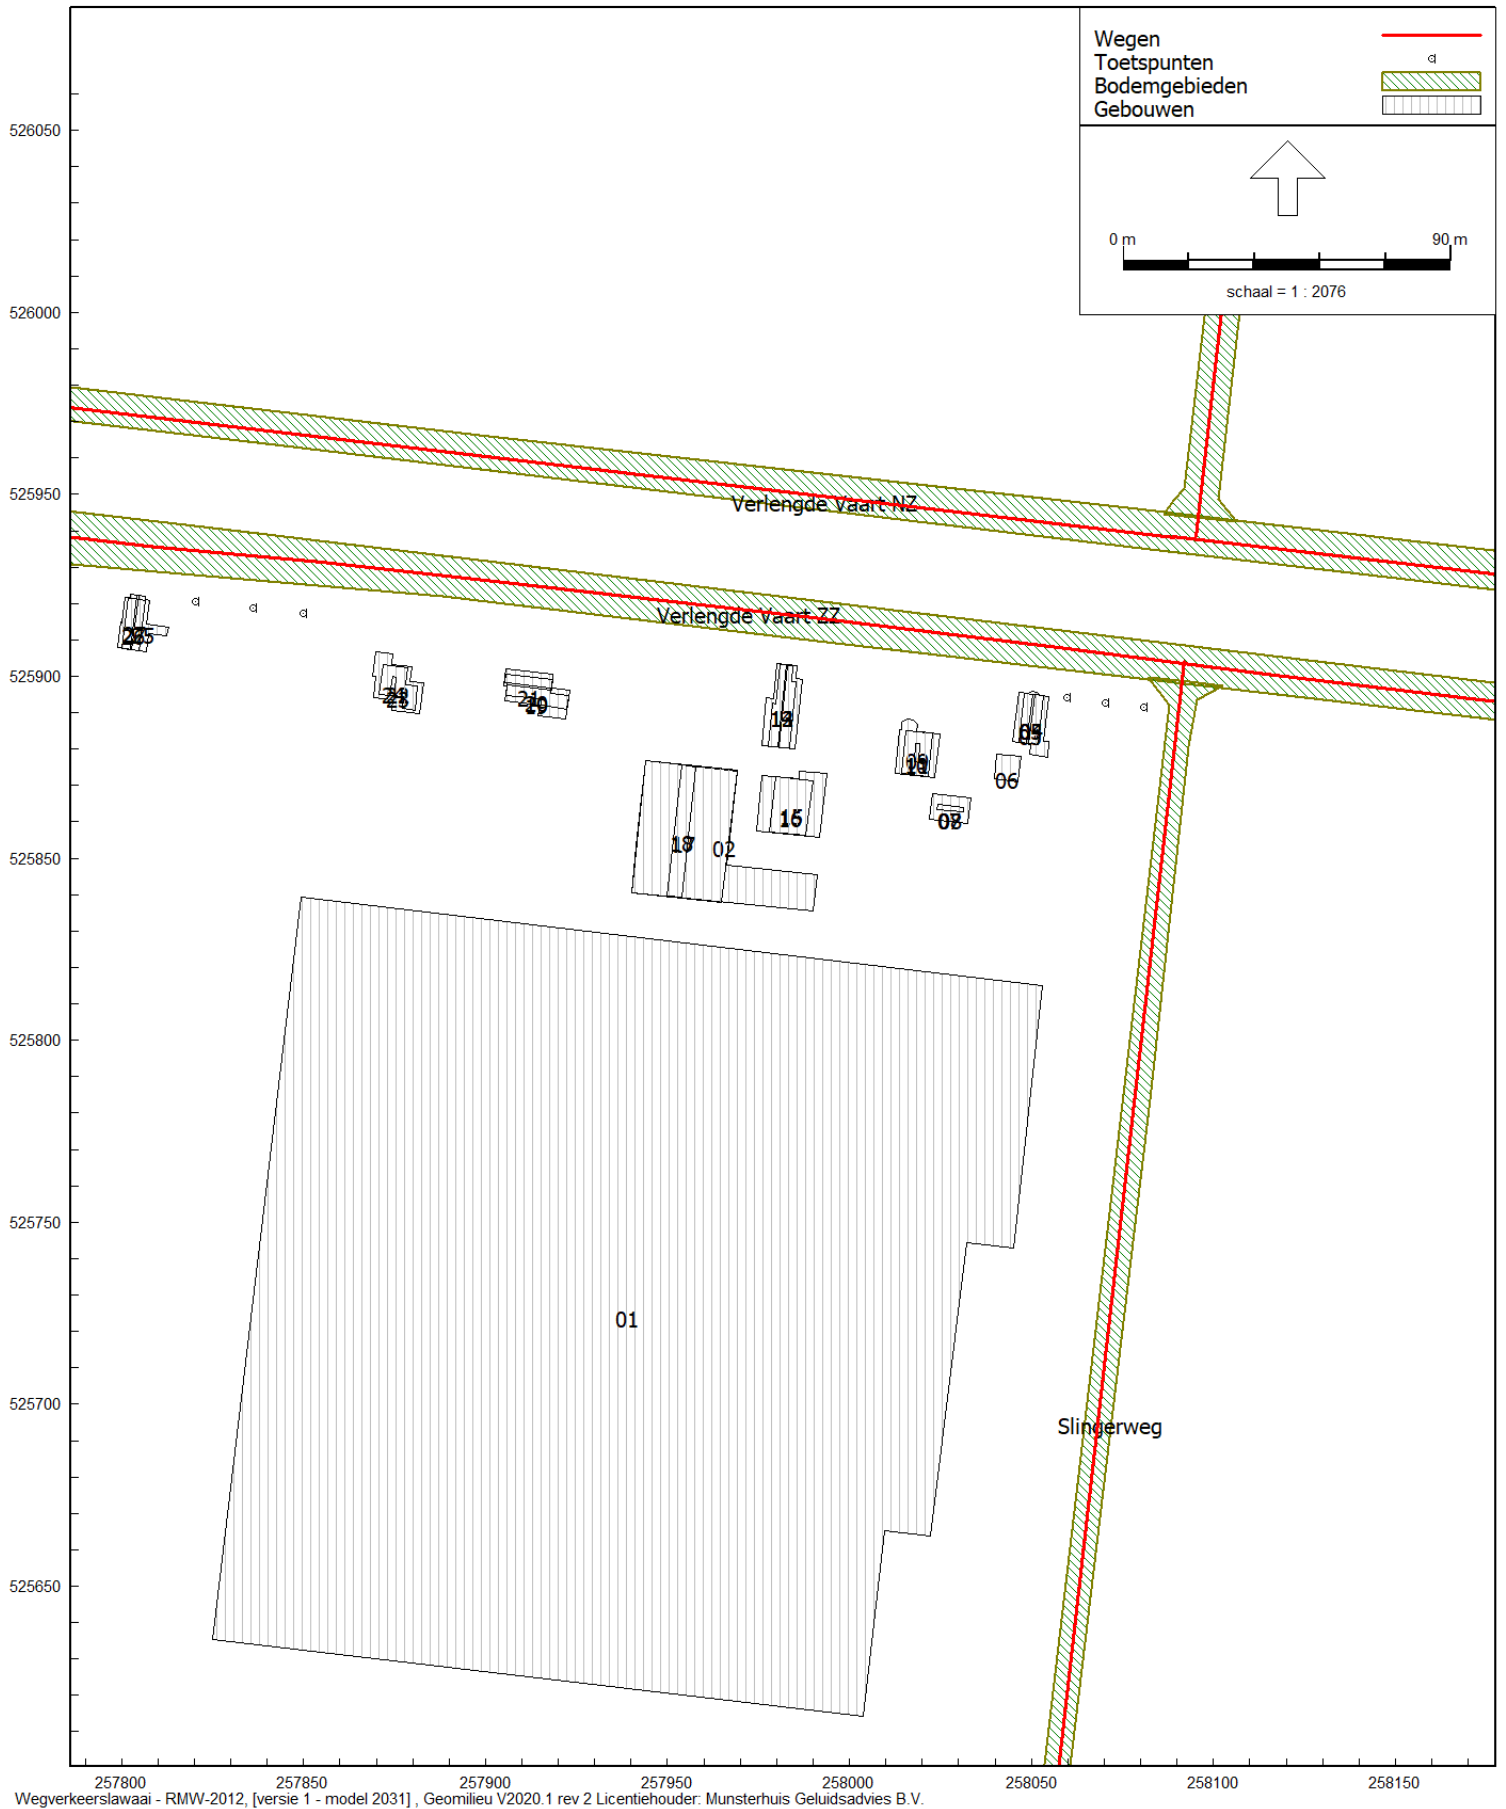 Wegen
Toetspunten
Bodemgebieden
Gebouwen
0 m
90 m
schaal = 1 : 2076
526050
526000
525950
525900
525850
525800
525750
525700
525650
Verlengde Vaart NZ
Verlengde Vaart ZZ
06
02
01
Slingerweg
257800
257850
257900
257950
258000
258050
258100
258150
Wegverkeerslawaai - RMW-2012, [versie 1 - model 2031] , Geomilieu V2020.1 rev 2 Licentiehouder: Munsterhuis Geluidsadvies B.V.